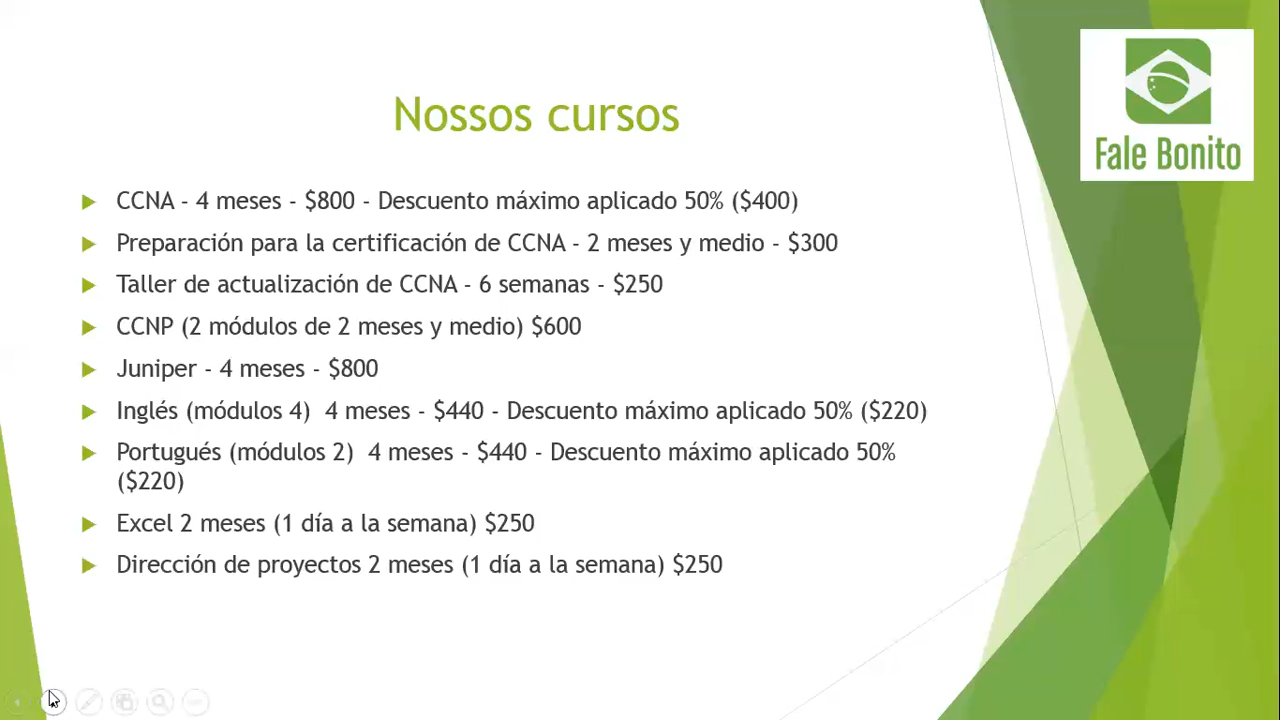 Nossos cursos
Fale Bonito
CCNA - 4 meses - $800 - Descuento máximo aplicado 50% ($400)
Preparación para la certificación de CCNA - 2 meses y medio - $300
Taller de actualización de CCNA - 6 semanas - $250
CCNP (2 módulos de 2 meses y medio) $600
Juniper - 4 meses - $800
Inglés (módulos 4)  4 meses - $440 - Descuento máximo aplicado 50% ($220)
Portugués (módulos 2)  4 meses - $440 - Descuento máximo aplicado 50%
($220)
Excel 2 meses (1 día a la semana) $250
Dirección de proyectos 2 meses (1 día a la semana) $250